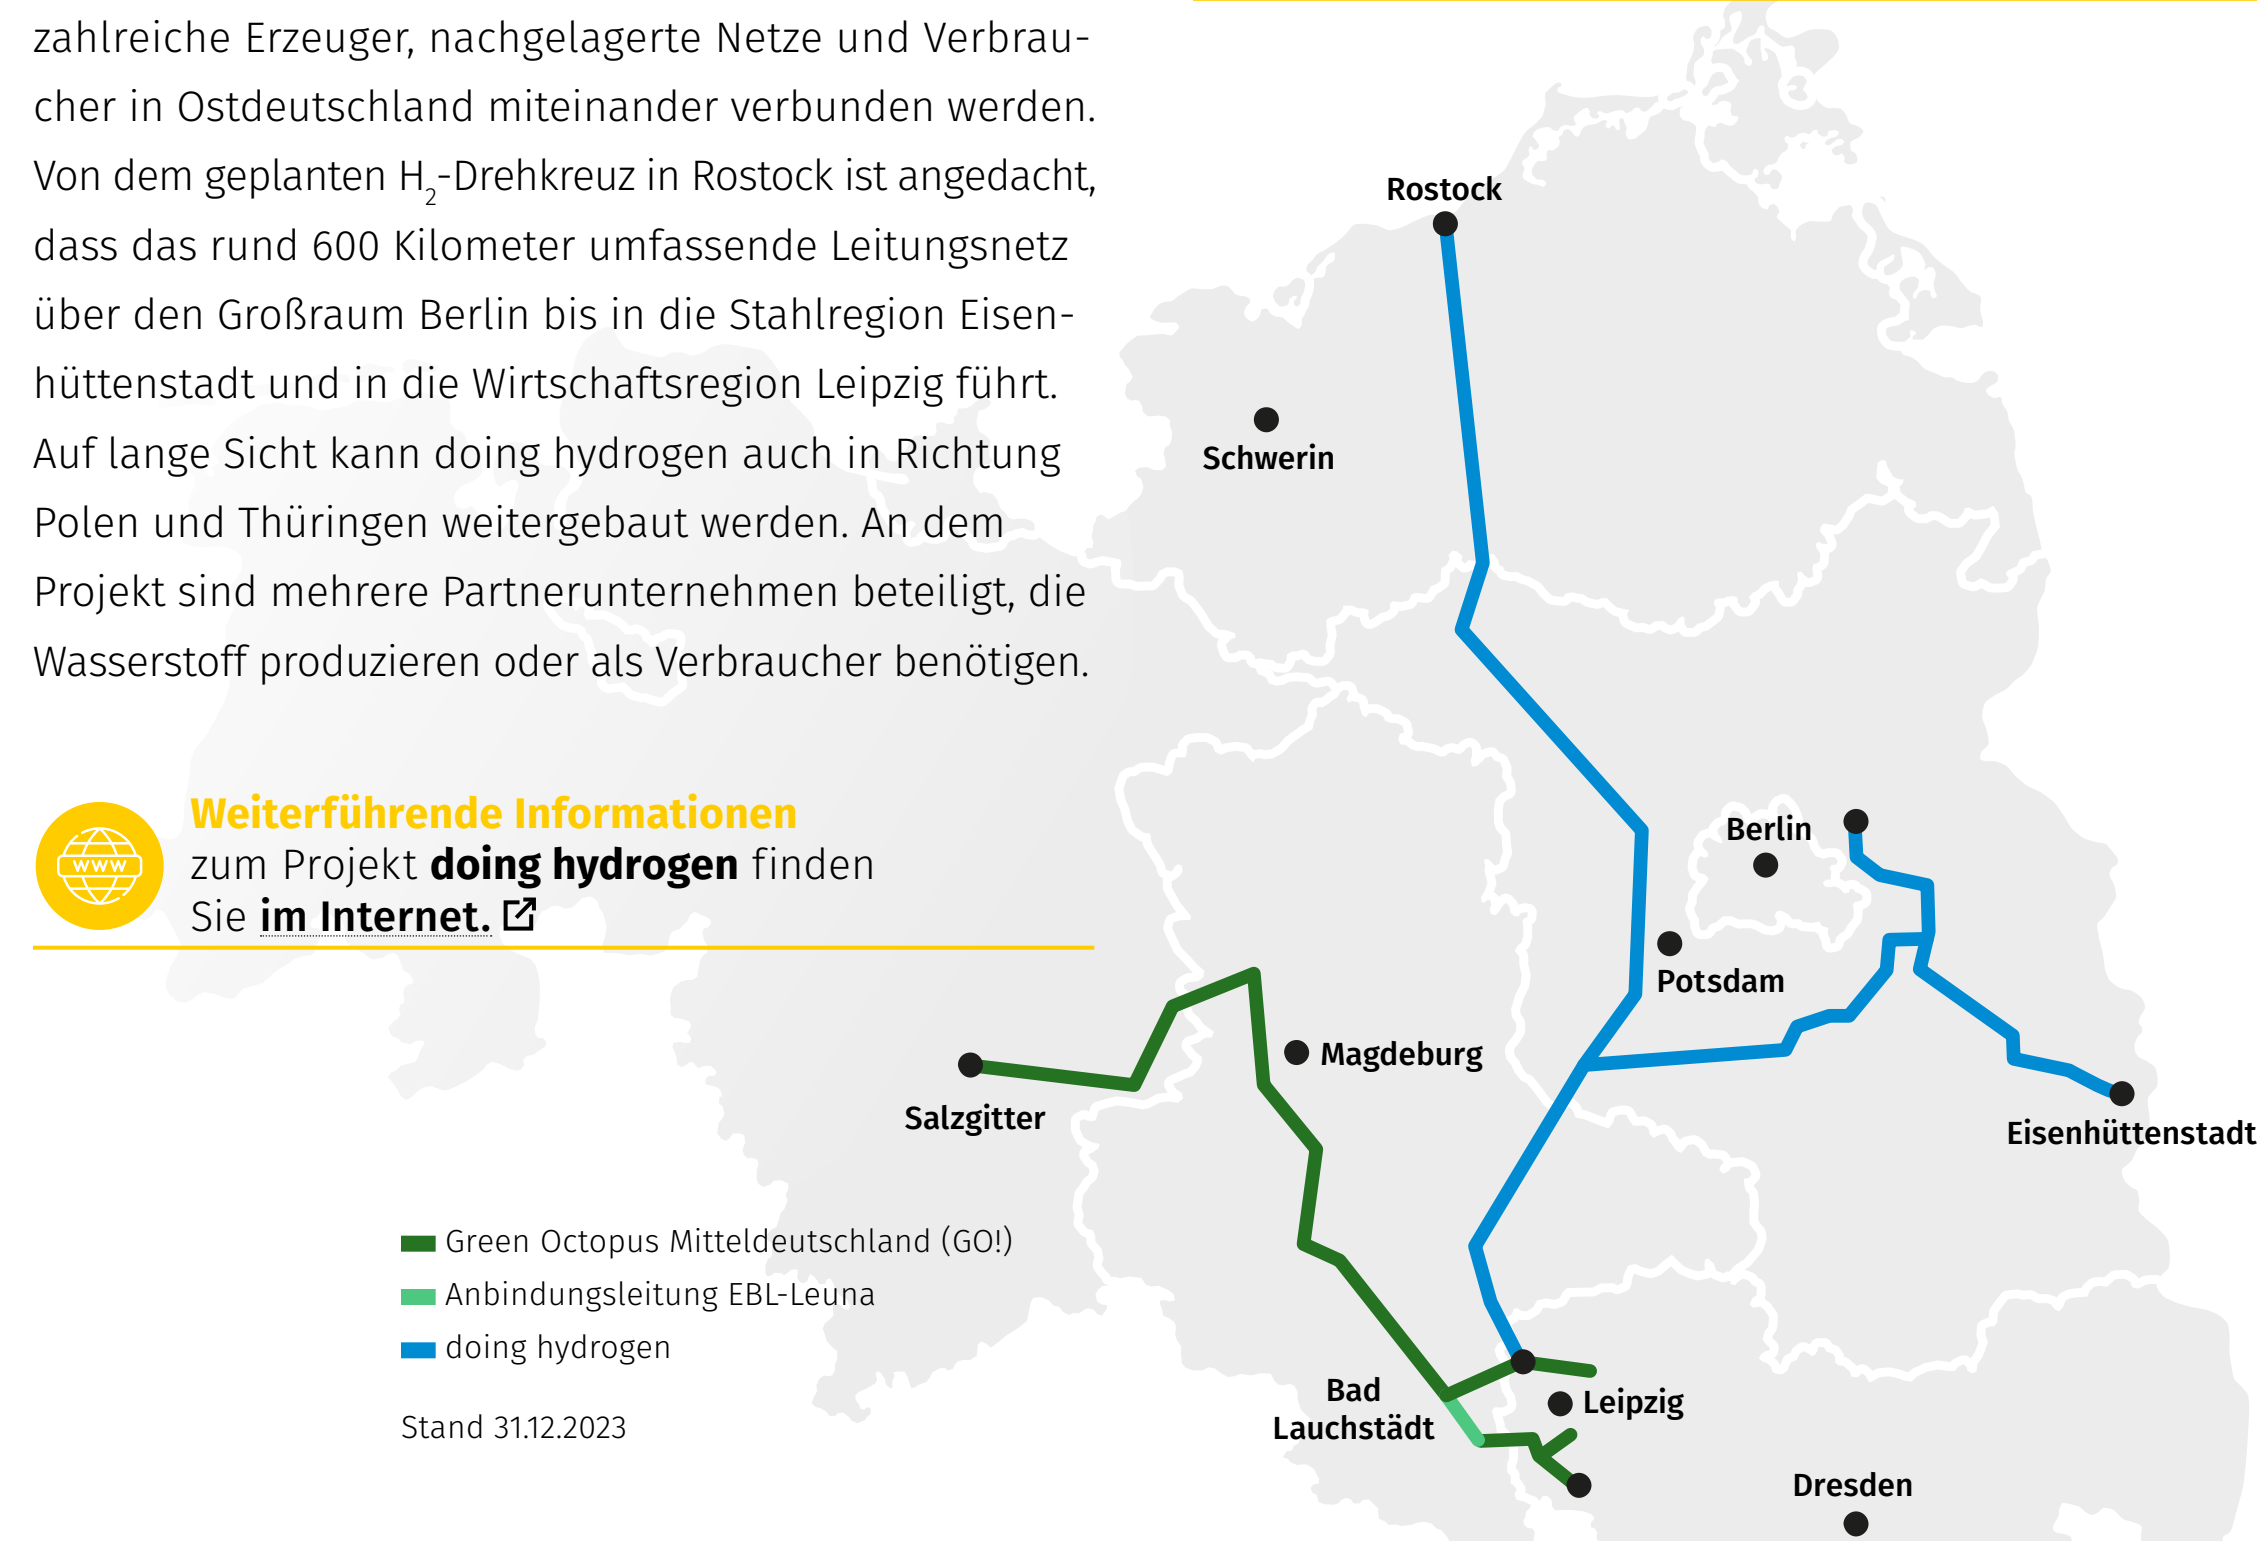 zahlreiche Erzeuger, nachgelagerte Netze und Verbrau-
cher in Ostdeutschland miteinander verbunden werden.
Von dem geplanten H₂-Drehkreuz in Rostock ist angedacht,
dass das rund 600 Kilometer umfassende Leitungsnetz
über den Großraum Berlin bis in die Stahlregion Eisen-
hüttenstadt und in die Wirtschaftsregion Leipzig führt.
Auf lange Sicht kann doing hydrogen auch in Richtung
Polen und Thüringen weitergebaut werden. An dem
Projekt sind mehrere Partnerunternehmen beteiligt, die
Wasserstoff produzieren oder als Verbraucher benötigen.
WWW
Weiterführende Informationen
zum Projekt doing hydrogen finden
Sie im Internet.
Rostock
Schwerin
Berlin
Potsdam
Magdeburg
Salzgitter
Eisenhüttenstadt
Green Octopus Mitteldeutschland (GO!)
Anbindungsleitung EBL-Leuna
doing hydrogen
Stand 31.12.2023
Bad
Lauchstädt
Leipzig
Dresden